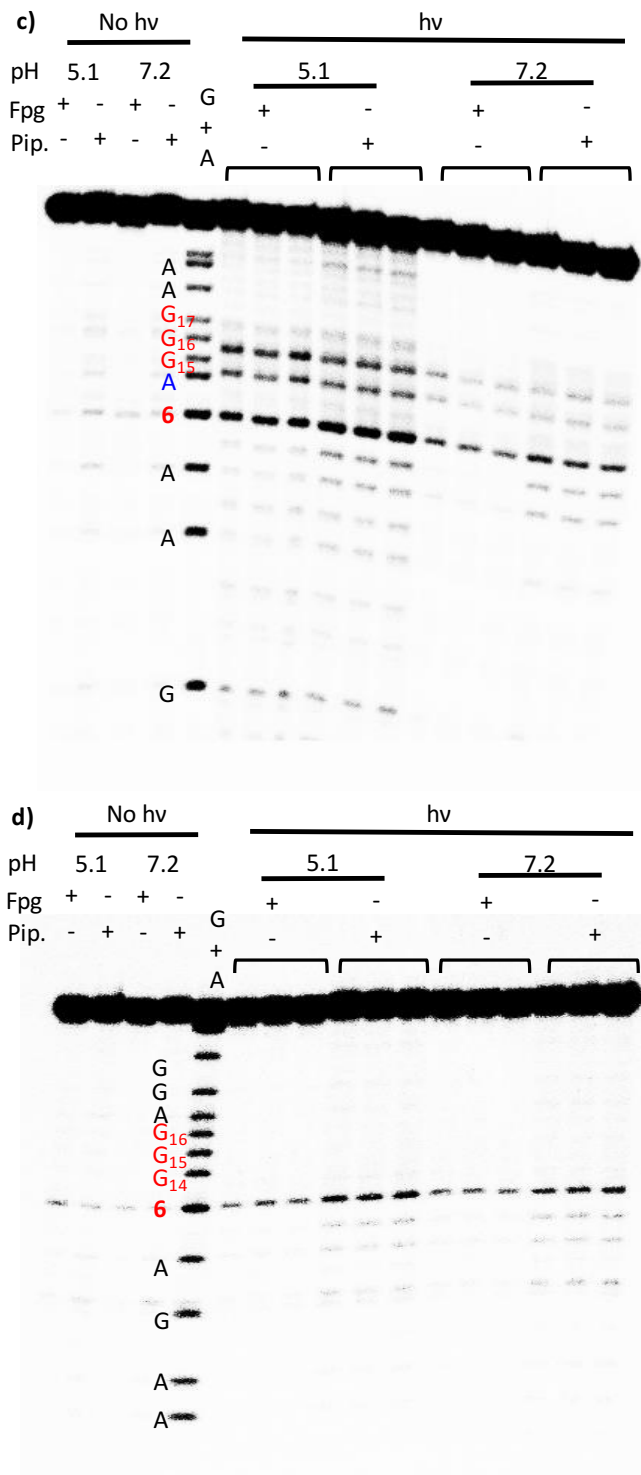 c) No hν hν
pH 5.1 7.2 5.1 7.2
Fpg + - + - + - + -
Pip. - + - + - + - +
G
+
A
A
A
G17
G16
G15
A
6
A
A
G
d) No hν hν
pH 5.1 7.2 5.1 7.2
Fpg + - + - + - + -
Pip. - + - + - + - +
G
+
A
G
G
A
G16
G15
G14
6
A
G
A
A